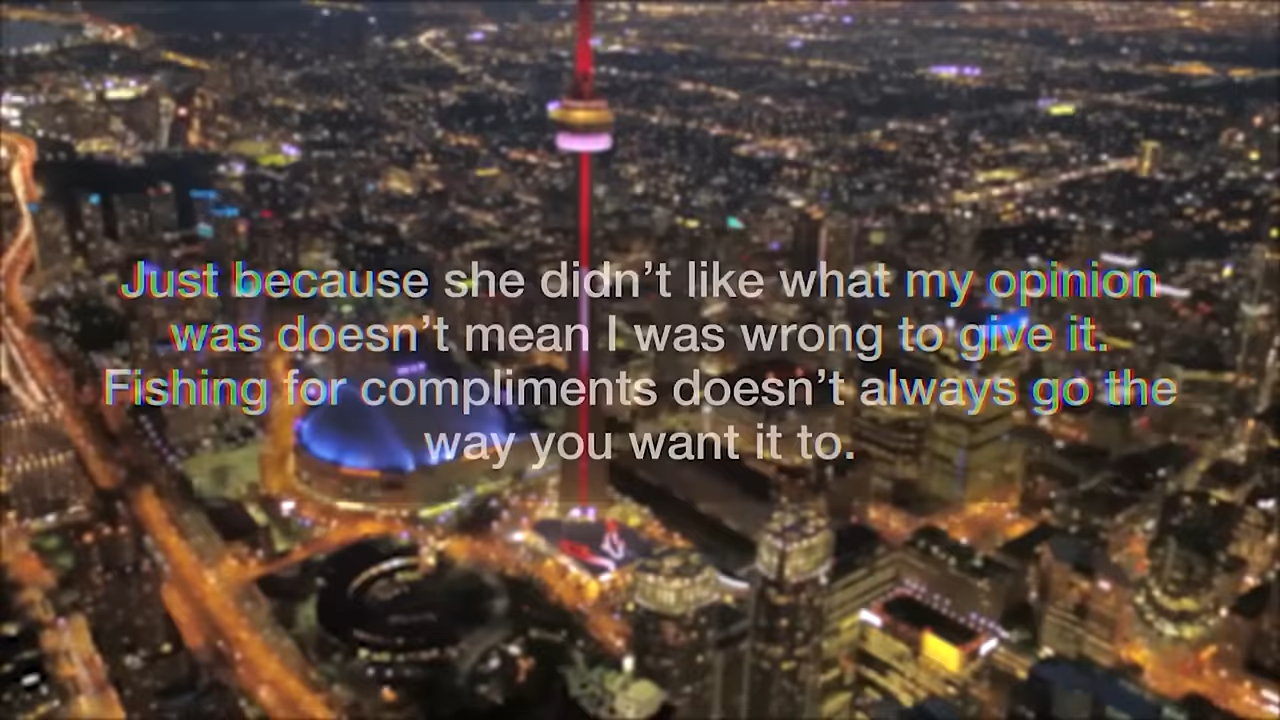 Just because she didn’t like what my opinion
was doesn’t mean I was wrong to give it.
Fishing for compliments doesn’t always go the
way you want it to.